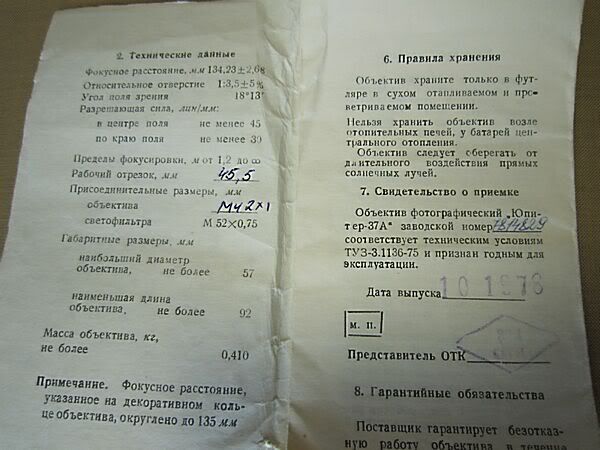 2. Технические данные
Фокусное расстояние, мм 134,23±2,68
Относительное отверстие 1:3,5±5%
Угол поля зрения 18°13'
Разрешающая сила, лин/мм:
в центре поля не менее 45
по краю поля не менее 30
Пределы фокусировки, м от 1,2 до ∞
Рабочий отрезок, мм 45,5
Присоединительные размеры, мм
объектива М42×1
светофильтра М 52×0,75
Габаритные размеры, мм
наибольший диаметр
объектива, не более 57
наименьшая длина
объектива, не более 92
Масса объектива, кг,
не более 0,410
Примечание. Фокусное расстояние,
указанное на декоративном коль-
це объектива, округлено до 135 мм
6. Правила хранения
Объектив храните только в фут-
ляре в сухом отапливаемом и про-
ветриваемом помещении.
Нельзя хранить объектив возле
отопительных печей, у батарей цен-
трального отопления.
Объектив следует оберегать от
длительного воздействия прямых
солнечных лучей.
7. Свидетельство о приемке
Объектив фотографический „Юпи-
тер-37А" заводской номер
соответствует техническим условиям
ТУ3-3.1136-75 и признан годным для
эксплуатации.
Дата выпуска 10 1978
м. п.
Представитель ОТК
8. Гарантийные обязательства
Поставщик гарантирует безотказ-
ную работу объектива в течение